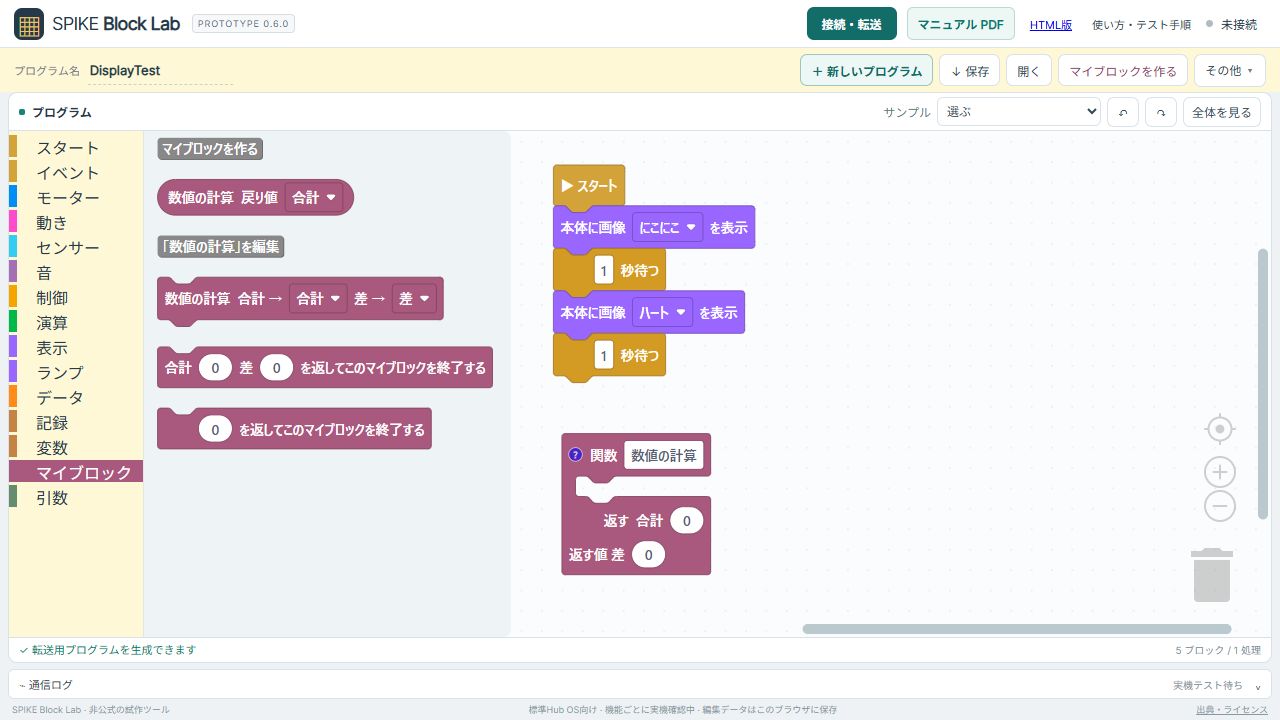 SPIKE Block Lab PROTOTYPE 0.6.0 接続・転送 マニュアル PDF HTML版 使い方・テスト手順 未接続
プログラム名 DisplayTest ＋ 新しいプログラム ↓ 保存 開く マイブロックを作る その他
プログラム サンプル 選ぶ ↶ ↷ 全体を見る
スタート
イベント
モーター
動き
センサー
音
制御
演算
表示
ランプ
データ
記録
変数
マイブロック
引数
マイブロックを作る
数値の計算 戻り値 合計
「数値の計算」を編集
数値の計算 合計 → 合計 差 → 差
合計 0 差 0 を返してこのマイブロックを終了する
0 を返してこのマイブロックを終了する
▶ スタート
本体に画像 にこにこ を表示
1 秒待つ
本体に画像 ハート を表示
1 秒待つ
? 関数 数値の計算
返す 合計 0
返す値 差 0
✓ 転送用プログラムを生成できます 5 ブロック / 1 処理
通信ログ 実機テスト待ち
SPIKE Block Lab · 非公式の試作ツール 標準Hub OS向け · 機能ごとに実機確認中 · 編集データはこのブラウザに保存 出典・ライセンス